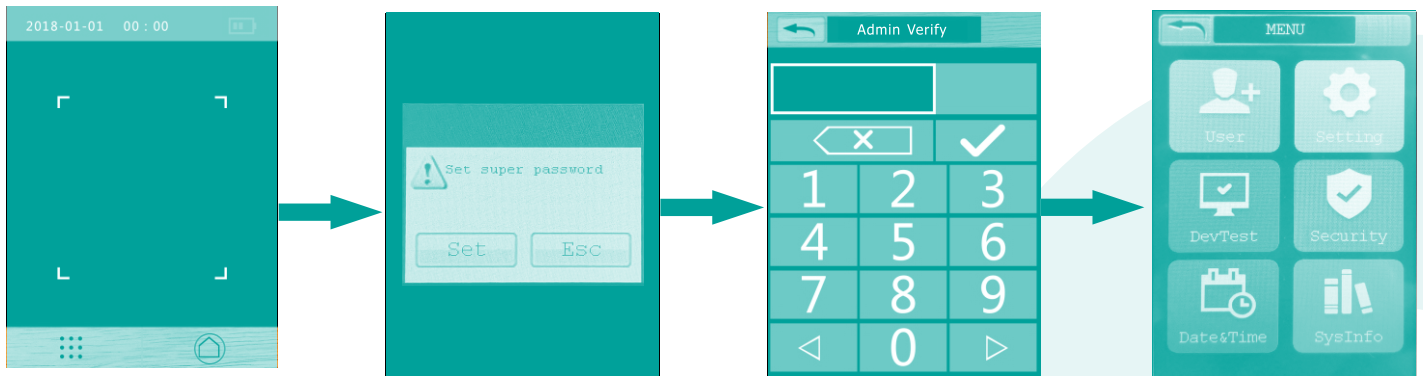 2018-01-01 00 : 00
Set super password
Set Esc
Admin Verify
1 2 3
4 5 6
7 8 9
0
MENU
User Setting
DevTest Security
Date&Time SysInfo